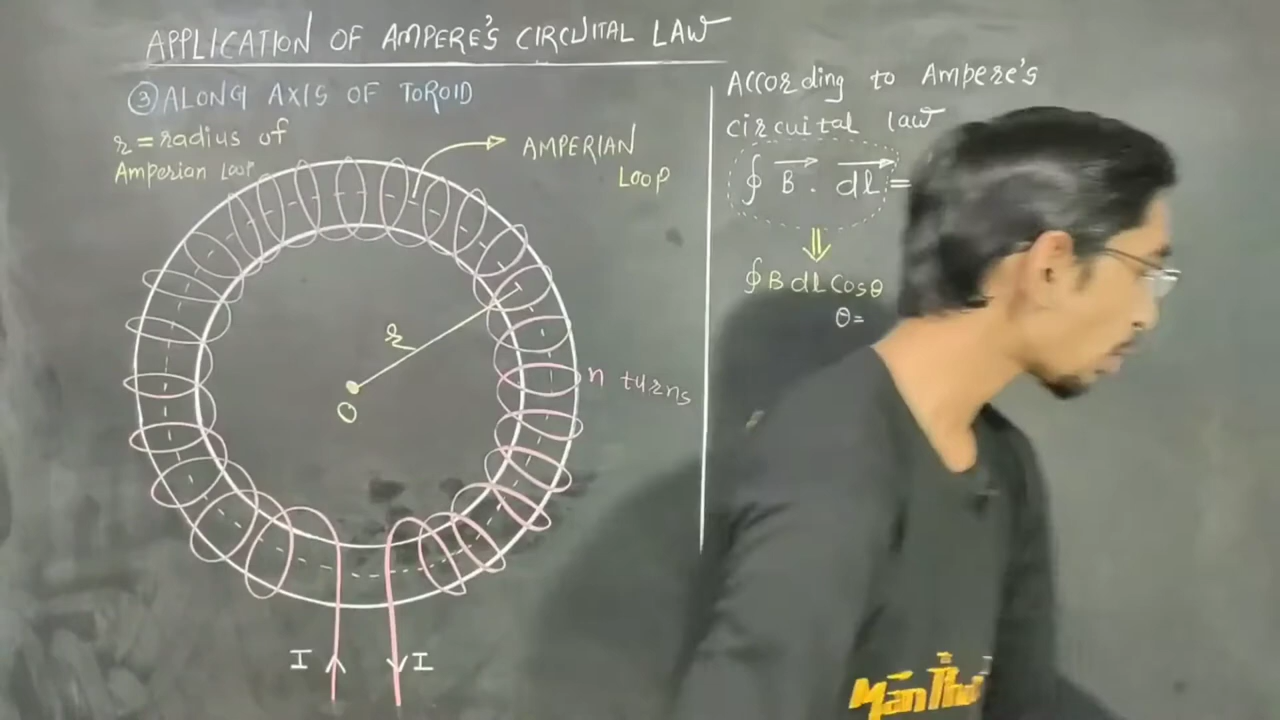 APPLICATION OF AMPERE'S CIRCUITAL LAW
③ ALONG AXIS OF TOROID
r = radius of
Amperian Loop
AMPERIAN
LOOP
r
O
n turns
I
I
According to Ampere's
circuital law
∮ B⃗ . dl⃗ =
⇓
∮ B dl Cosθ
θ=